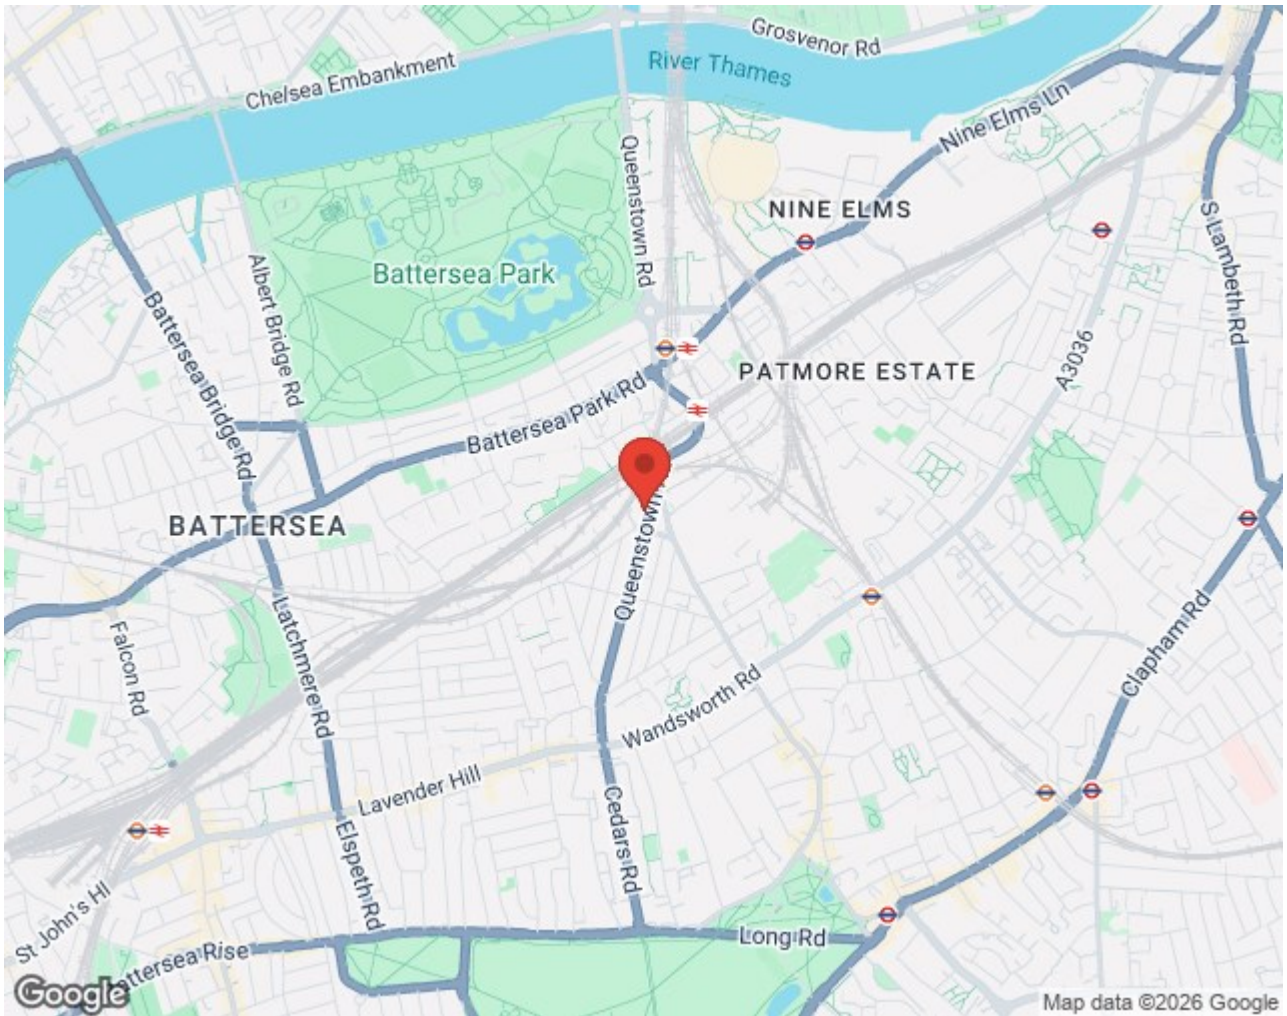 Grosvenor Rd
River Thames
Chelsea Embankment
Nine Elms Ln
Queenstown Rd
NINE ELMS
S Lambeth Rd
Battersea Park
Albert Bridge Rd
Battersea Bridge Rd
A3036
PATMORE ESTATE
Battersea Park Rd
BATTERSEA
Queenstown
Latchmere Rd
Falcon Rd
Clapham Rd
Wandsworth Rd
Lavender Hill
Cedars Rd
Elspeth Rd
St John's Hl
Long Rd
attersea Rise
Google
Map data ©2026 Google